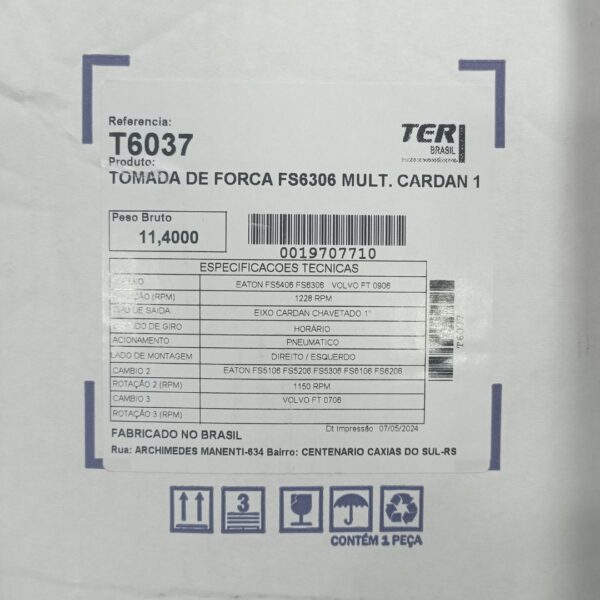 Referencia:
T6037
TER
BRASIL
Produto:
TOMADA DE FORCA FS6306 MULT. CARDAN 1
Peso Bruto
11,4000
0019707710
ESPECIFICACOES TECNICAS
EATON FS5406 FS6306 VOLVO FT 0906
(RPM) 1228 RPM
DE SAIDA EIXO CARDAN CHAVETADO 1"
DE GIRO HORÁRIO
ACIONAMENTO PNEUMATICO
LADO DE MONTAGEM DIREITO / ESQUERDO
CAMBIO 2 EATON FS5106 FS5206 FS5306 FS6106 FS6206
ROTAÇÃO 2 (RPM) 1150 RPM
CAMBIO 3 VOLVO FT 0706
ROTAÇÃO 3 (RPM)
T6037
Dt Impressão 07/05/2024
FABRICADO NO BRASIL
Rua: ARCHIMEDES MANENTI-634 Bairro: CENTENARIO CAXIAS DO SUL-RS
3
CONTÉM 1 PEÇA